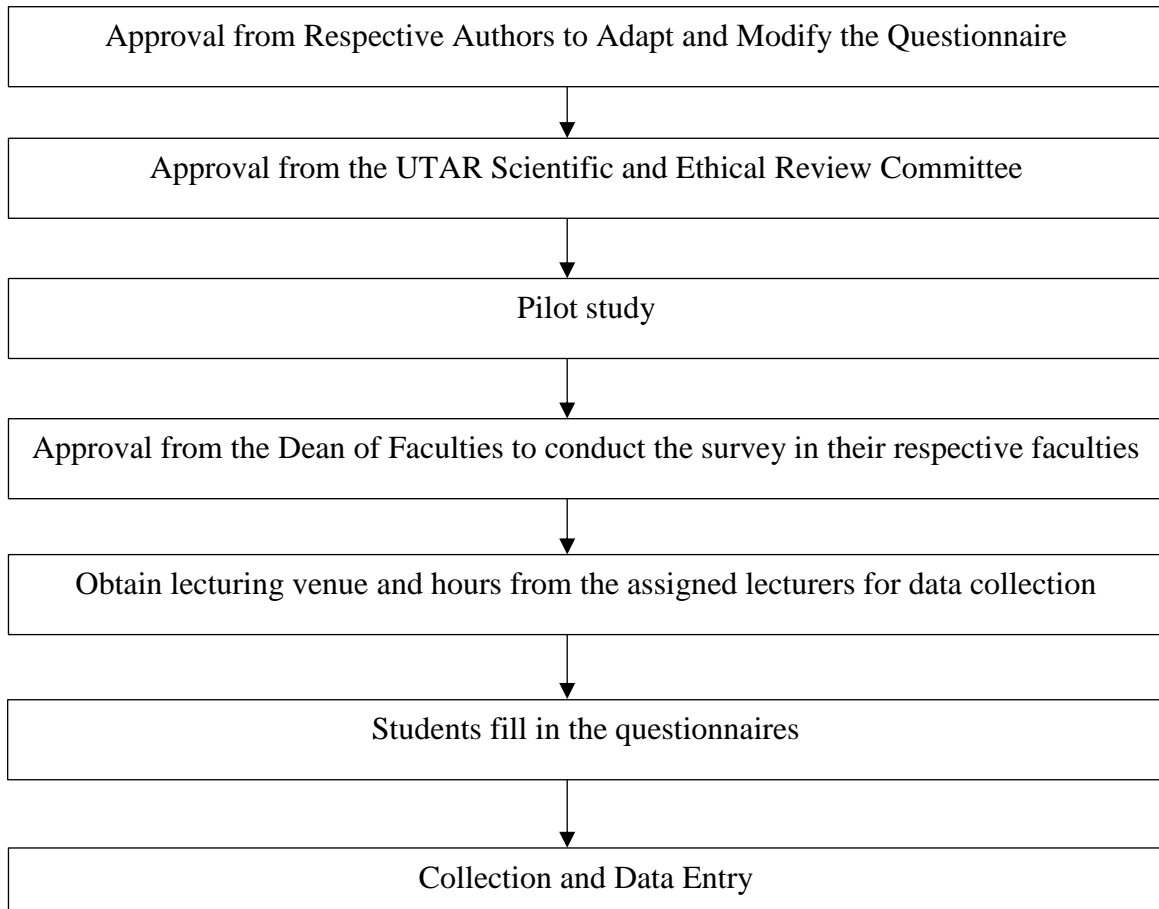 Approval from Respective Authors to Adapt and Modify the Questionnaire
Approval from the UTAR Scientific and Ethical Review Committee
Pilot study
Approval from the Dean of Faculties to conduct the survey in their respective faculties
Obtain lecturing venue and hours from the assigned lecturers for data collection
Students fill in the questionnaires
Collection and Data Entry